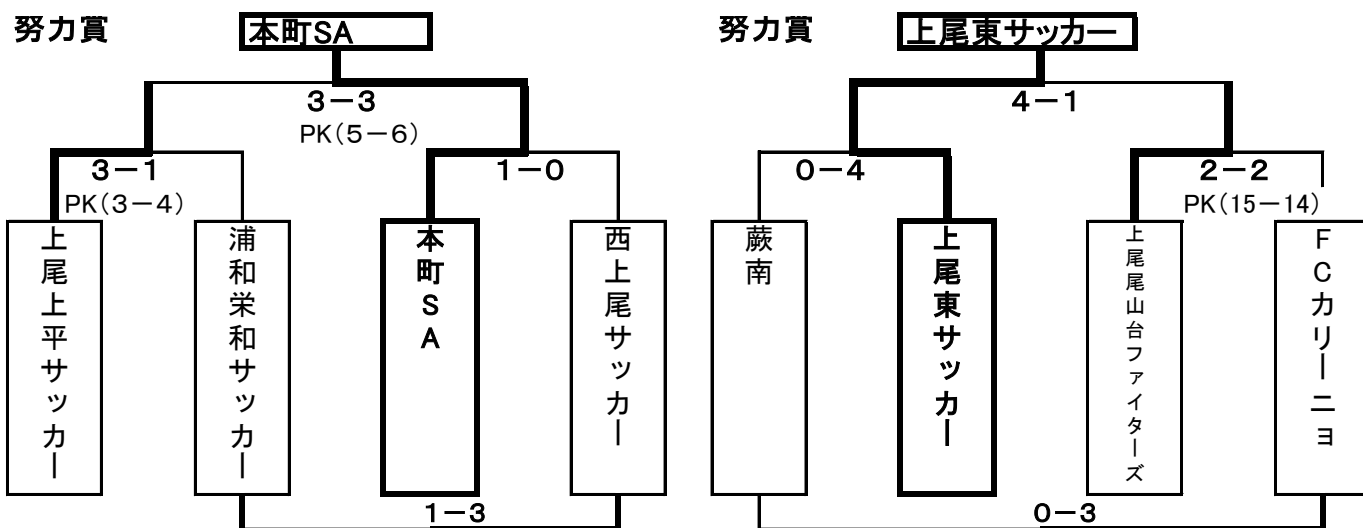 努力賞
本町SA
努力賞
上尾東サッカー
3－3
PK(5－6)
4－1
3－1
PK(3－4)
1－0
0－4
2－2
PK(15－14)
上尾上平サッカー
浦和栄和サッカー
本町SA
西上尾サッカー
蕨南
上尾東サッカー
上尾尾山台ファイターズ
FCカリーニョ
1－3
0－3